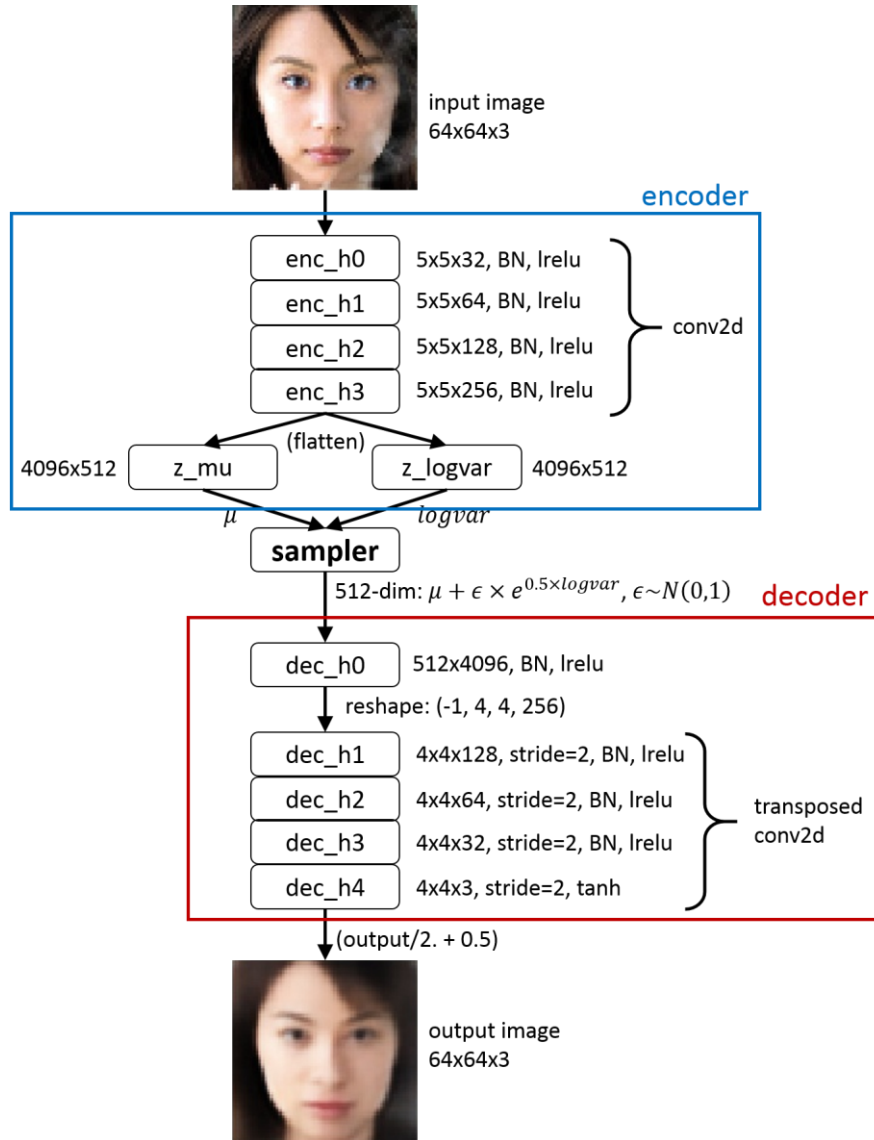 input image
64x64x3
encoder
enc_h0
5x5x32, BN, lrelu
enc_h1
5x5x64, BN, lrelu
enc_h2
5x5x128, BN, lrelu
enc_h3
5x5x256, BN, lrelu
conv2d
(flatten)
4096x512
z_mu
z_logvar
4096x512
μ
logvar
sampler
512-dim: μ + ϵ × e^{0.5×logvar}, ϵ~N(0,1)
decoder
dec_h0
512x4096, BN, lrelu
reshape: (-1, 4, 4, 256)
dec_h1
4x4x128, stride=2, BN, lrelu
dec_h2
4x4x64, stride=2, BN, lrelu
dec_h3
4x4x32, stride=2, BN, lrelu
dec_h4
4x4x3, stride=2, tanh
transposed
conv2d
(output/2. + 0.5)
output image
64x64x3